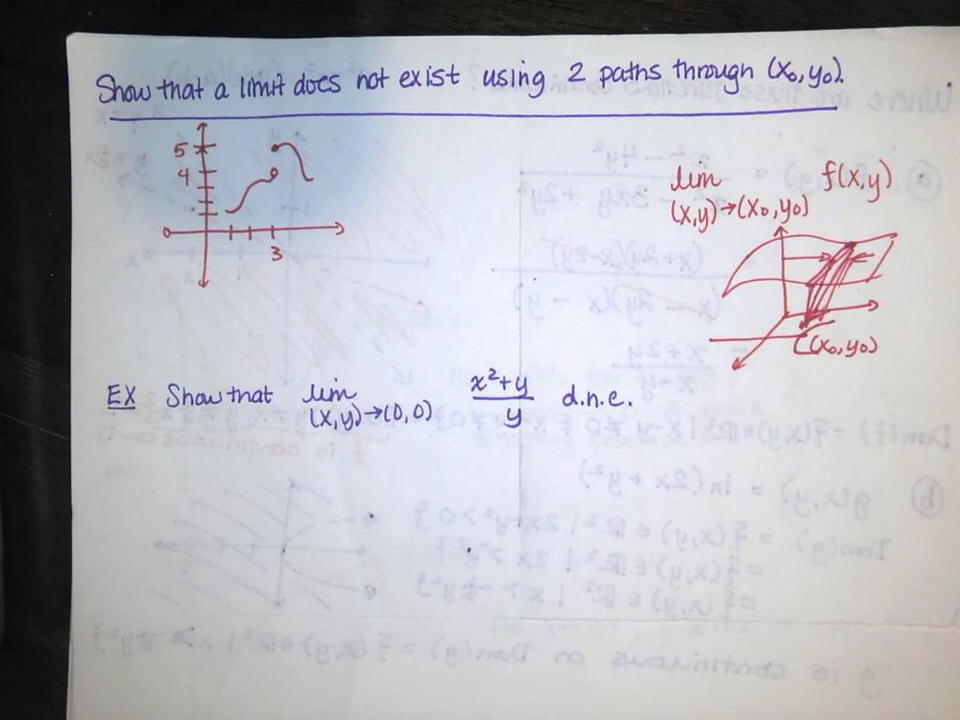 Show that a limit does not exist using 2 paths through (x₀,y₀).
5
4
3
lim f(x,y)
(x,y)→(x₀,y₀)
(x₀,y₀)
EX Show that lim x²+y d.n.e.
(x,y)→(0,0) y